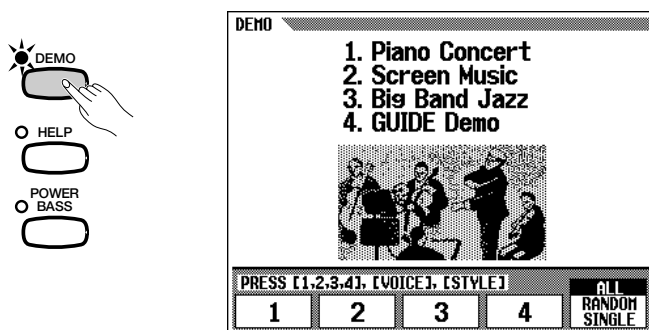 DEMO
HELP
POWER
BASS
DEMO
1. Piano Concert
2. Screen Music
3. Big Band Jazz
4. GUIDE Demo
PRESS [1,2,3,4], [VOICE], [STYLE]
1 2 3 4
ALL
RANDOM
SINGLE